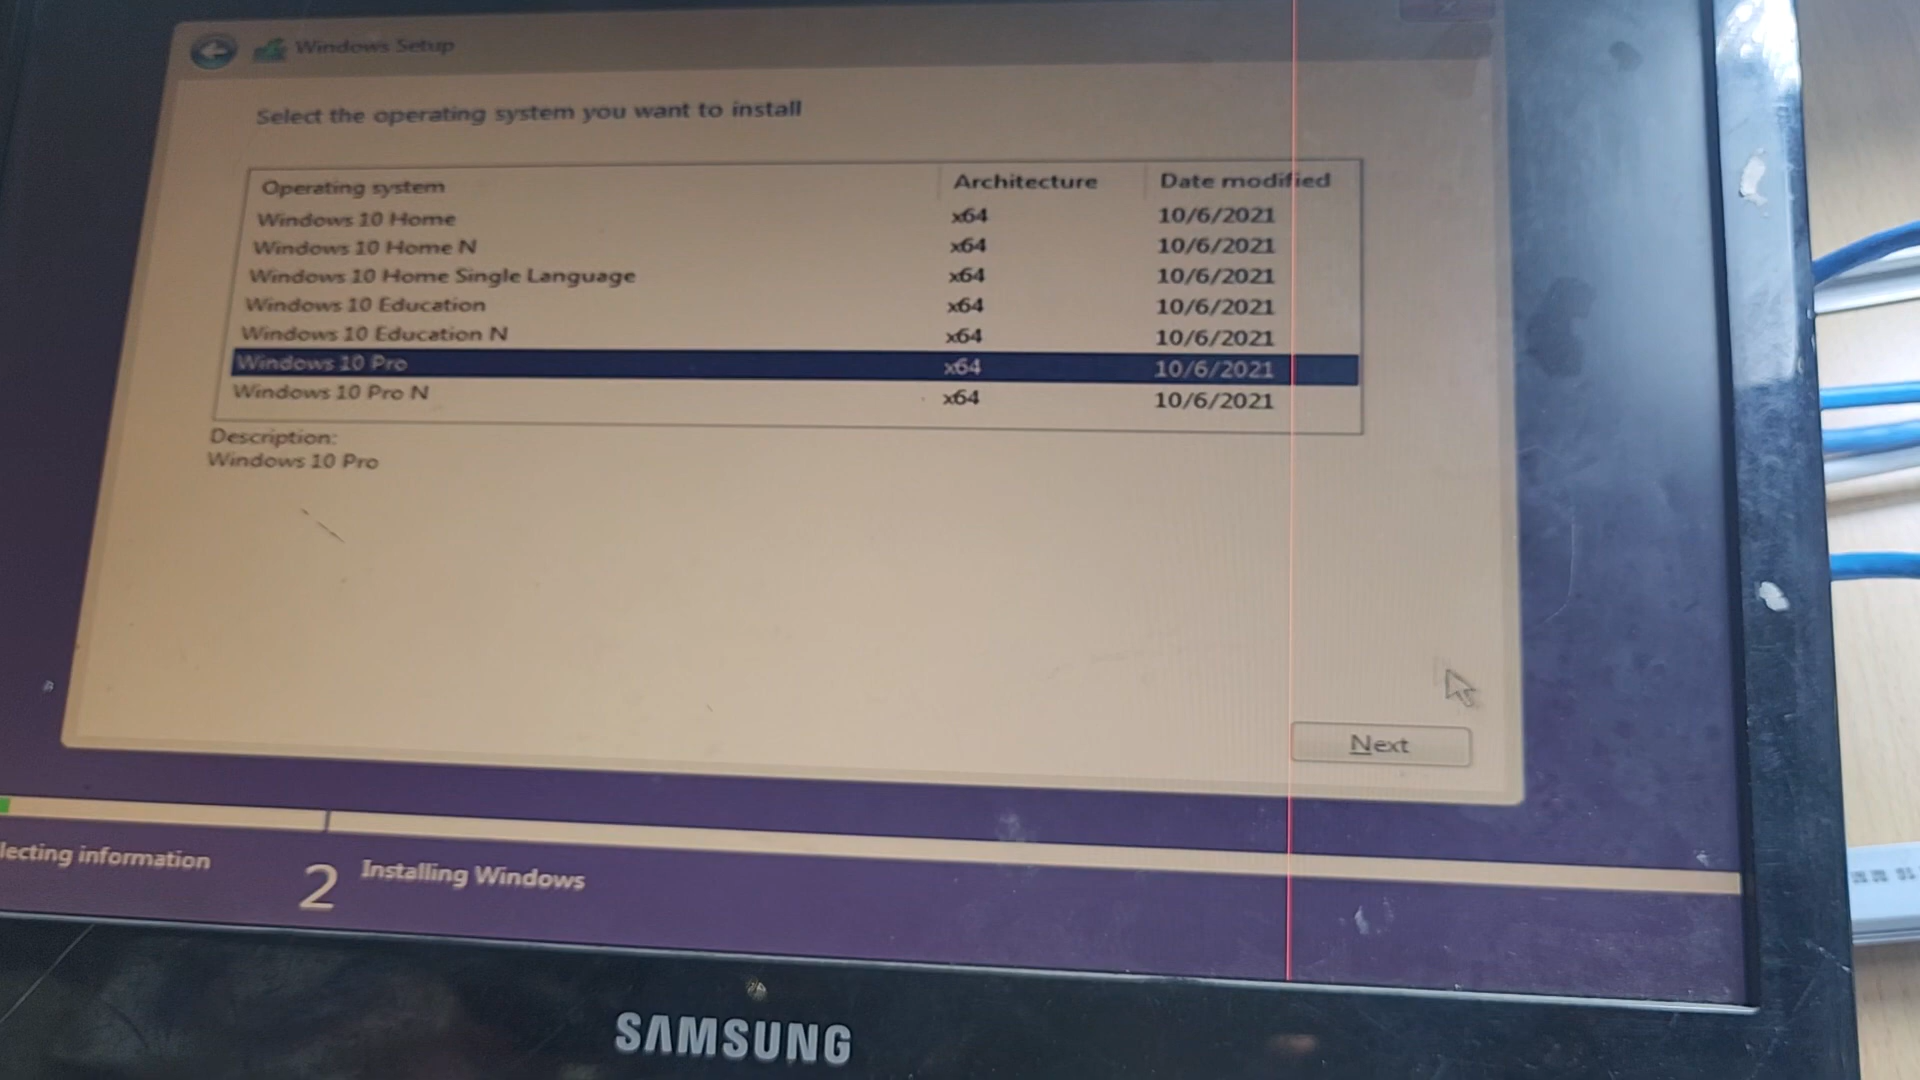 Windows Setup
Select the operating system you want to install
Operating system Architecture Date modified
Windows 10 Home x64 10/6/2021
Windows 10 Home N x64 10/6/2021
Windows 10 Home Single Language x64 10/6/2021
Windows 10 Education x64 10/6/2021
Windows 10 Education N x64 10/6/2021
Windows 10 Pro x64 10/6/2021
Windows 10 Pro N x64 10/6/2021
Description:
Windows 10 Pro
Next
lecting information 2 Installing Windows
SAMSUNG